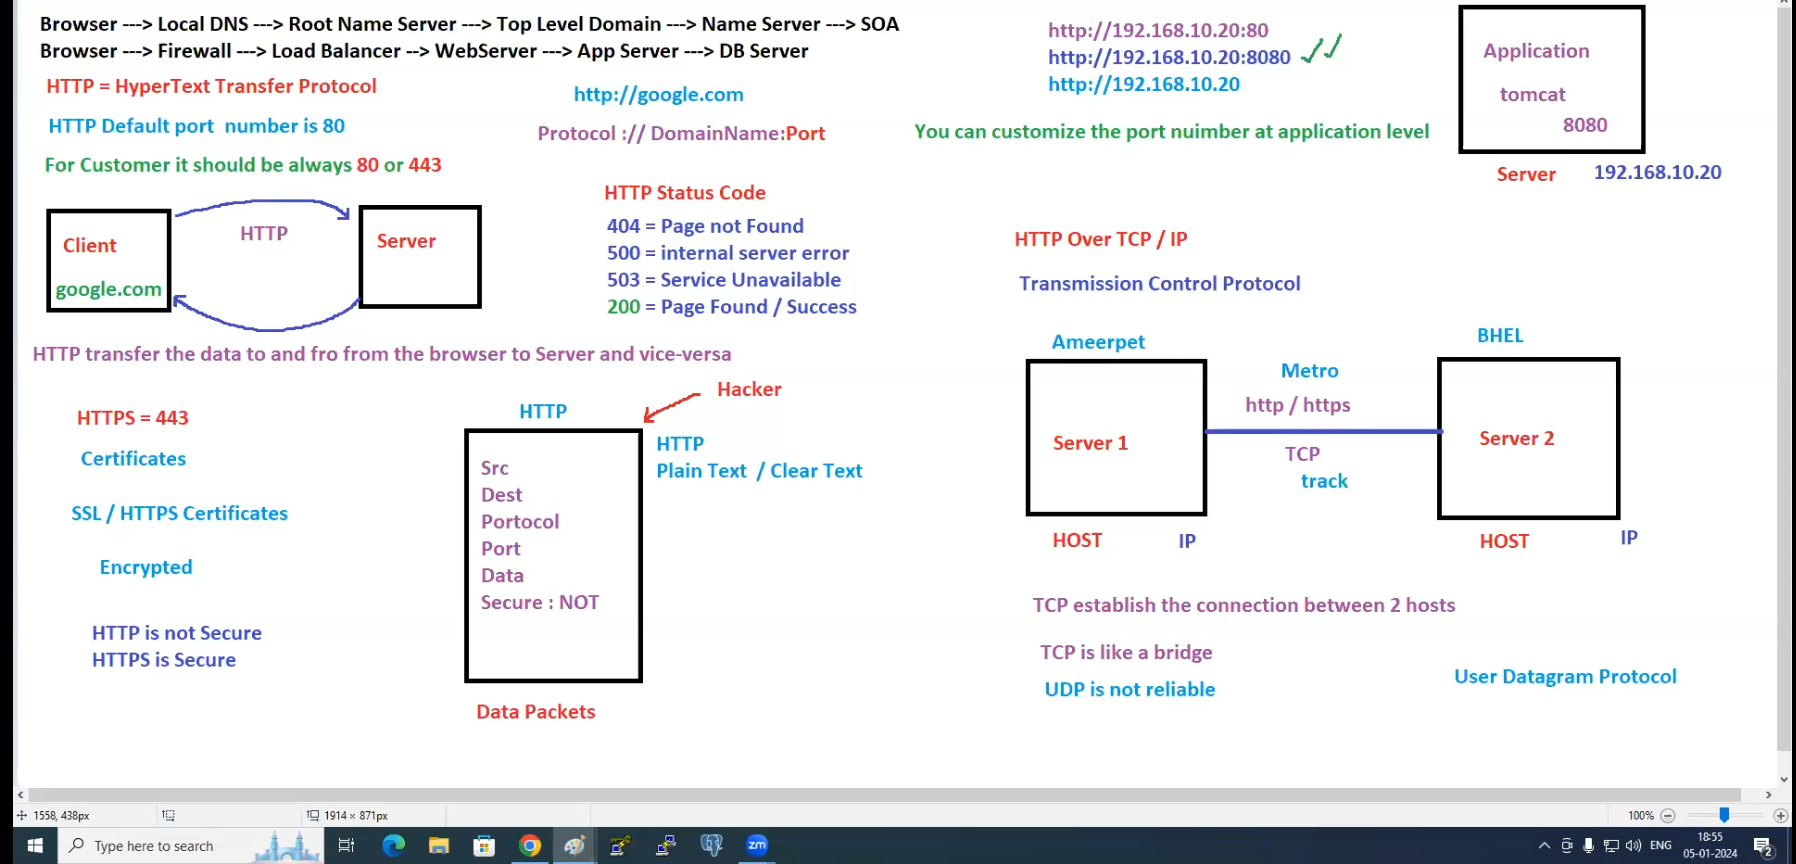 Browser ---> Local DNS ---> Root Name Server ---> Top Level Domain ---> Name Server ---> SOA
Browser ---> Firewall ---> Load Balancer --> WebServer ---> App Server ---> DB Server
HTTP = HyperText Transfer Protocol
HTTP Default port  number is 80
For Customer it should be always 80 or 443
http://google.com
Protocol :// DomainName:Port
http://192.168.10.20:80
http://192.168.10.20:8080
http://192.168.10.20
You can customize the port nuimber at application level
Application
tomcat
8080
Server
192.168.10.20
Client
google.com
HTTP
Server
HTTP Status Code
404 = Page not Found
500 = internal server error
503 = Service Unavailable
200 = Page Found / Success
HTTP transfer the data to and fro from the browser to Server and vice-versa
HTTPS = 443
Certificates
SSL / HTTPS Certificates
Encrypted
HTTP is not Secure
HTTPS is Secure
HTTP
Hacker
HTTP
Plain Text  / Clear Text
Src
Dest
Portocol
Port
Data
Secure : NOT
Data Packets
HTTP Over TCP / IP
Transmission Control Protocol
Ameerpet
BHEL
Metro
http / https
Server 1
TCP
track
Server 2
HOST
IP
HOST
IP
TCP establish the connection between 2 hosts
TCP is like a bridge
UDP is not reliable
User Datagram Protocol
1558, 438px
1914 × 871px
100%
Type here to search
zm
ENG
18:55
05-01-2024
2